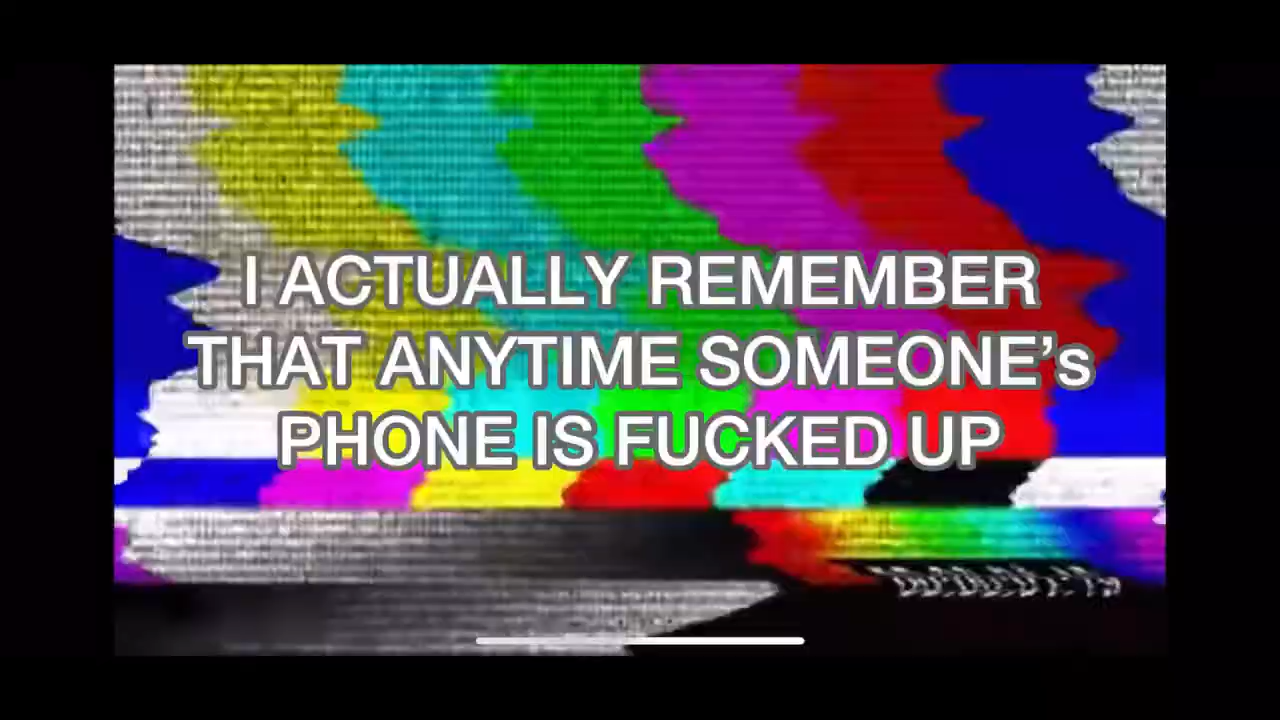 I ACTUALLY REMEMBER
THAT ANYTIME SOMEONE’s
PHONE IS FUCKED UP